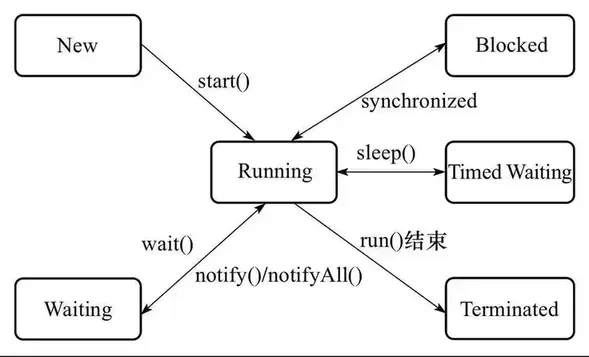 New
Blocked
start()
synchronized
sleep()
Running
Timed Waiting
wait()
run()结束
notify()/notifyAll()
Waiting
Terminated